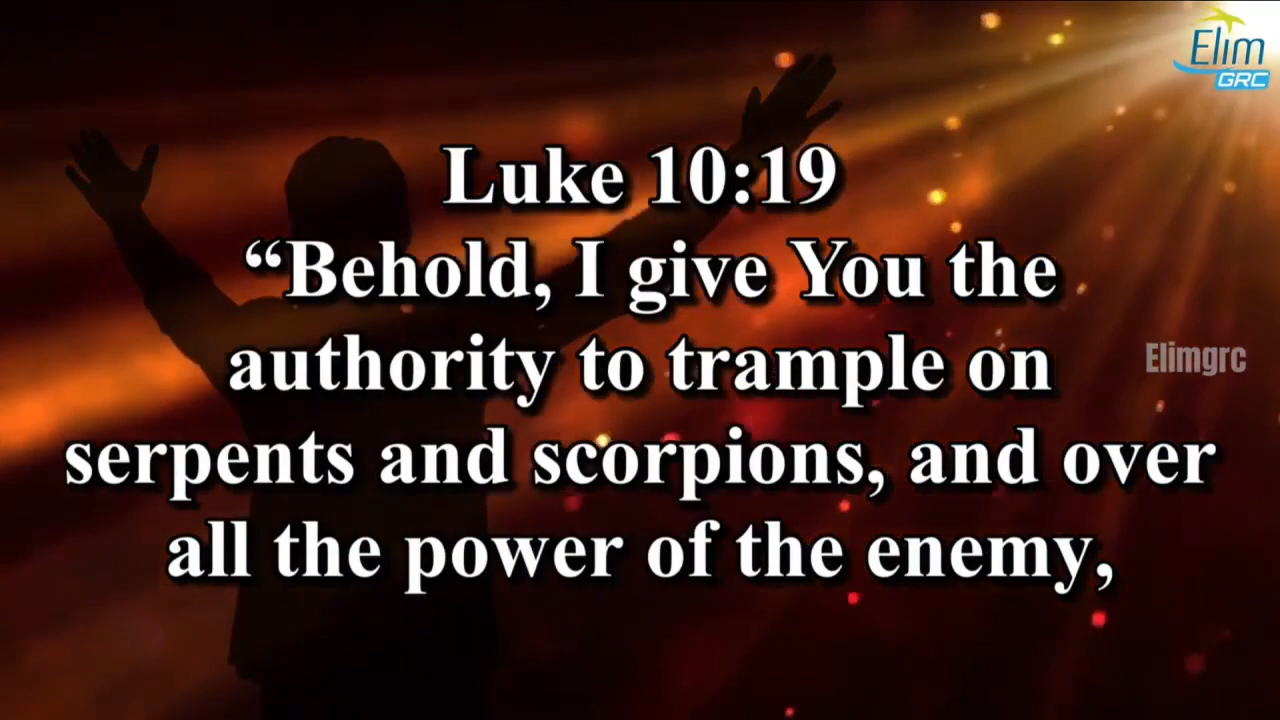 Elim
GRC
Luke 10:19
“Behold, I give You the
authority to trample on
Elimgrc
serpents and scorpions, and over
all the power of the enemy,